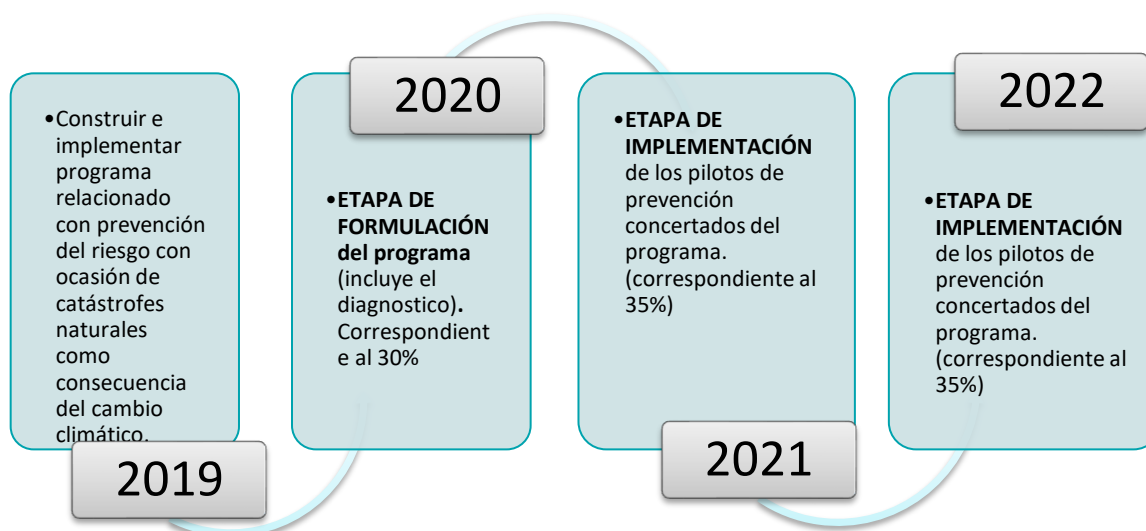 •Construir e
implementar
programa
relacionado
con prevención
del riesgo con
ocasión de
catástrofes
naturales
como
consecuencia
del cambio
climático.
2019
2020
•ETAPA DE
FORMULACIÓN
del programa
(incluye el
diagnostico).
Correspondient
e al 30%
•ETAPA DE
IMPLEMENTACIÓN
de los pilotos de
prevención
concertados del
programa.
(correspondiente al
35%)
2021
2022
•ETAPA DE
IMPLEMENTACIÓN
de los pilotos de
prevención
concertados del
programa.
(correspondiente al
35%)